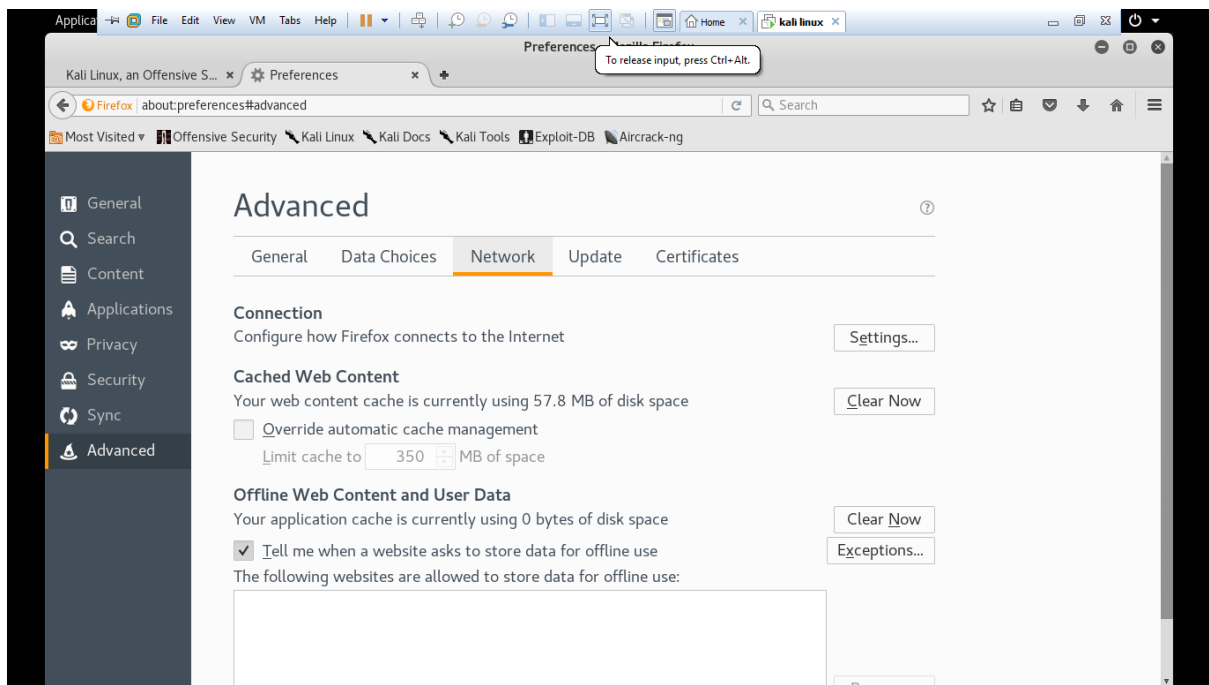 Applica File Edit View VM Tabs Help Home × kali linux ×
Preferences
To release input, press Ctrl+Alt.
Kali Linux, an Offensive S... × Preferences × +
Firefox about:preferences#advanced Search
Most Visited Offensive Security Kali Linux Kali Docs Kali Tools Exploit-DB Aircrack-ng
General
Search
Content
Applications
Privacy
Security
Sync
Advanced
Advanced ?
General Data Choices Network Update Certificates
Connection
Configure how Firefox connects to the Internet Settings...
Cached Web Content
Your web content cache is currently using 57.8 MB of disk space Clear Now
Override automatic cache management
Limit cache to 350 MB of space
Offline Web Content and User Data
Your application cache is currently using 0 bytes of disk space Clear Now
Tell me when a website asks to store data for offline use Exceptions...
The following websites are allowed to store data for offline use: